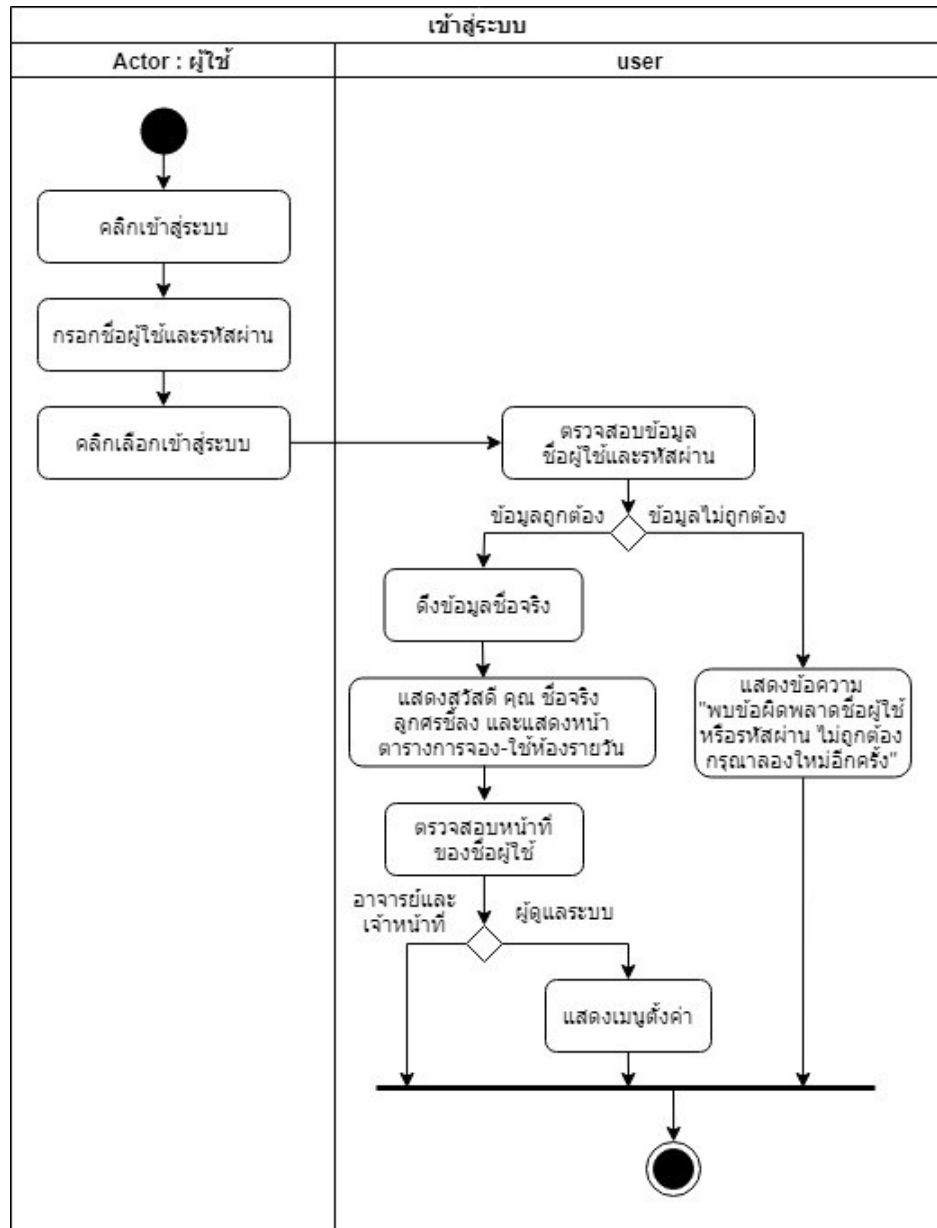 เข้าสู่ระบบ
Actor : ผู้ใช้
user
คลิกเข้าสู่ระบบ
กรอกชื่อผู้ใช้และรหัสผ่าน
คลิกเลือกเข้าสู่ระบบ
ตรวจสอบข้อมูล
ชื่อผู้ใช้และรหัสผ่าน
ข้อมูลถูกต้อง
ข้อมูลไม่ถูกต้อง
ดึงข้อมูลชื่อจริง
แสดงสวัสดี คุณ ชื่อจริง
ลูกศรชี้ลง และแสดงหน้า
ตารางการจอง-ใช้ห้องรายวัน
แสดงข้อความ
"พบข้อผิดพลาดชื่อผู้ใช้
หรือรหัสผ่าน ไม่ถูกต้อง
กรุณาลองใหม่อีกครั้ง"
ตรวจสอบหน้าที่
ของชื่อผู้ใช้
อาจารย์และ
เจ้าหน้าที่
ผู้ดูแลระบบ
แสดงเมนูตั้งค่า